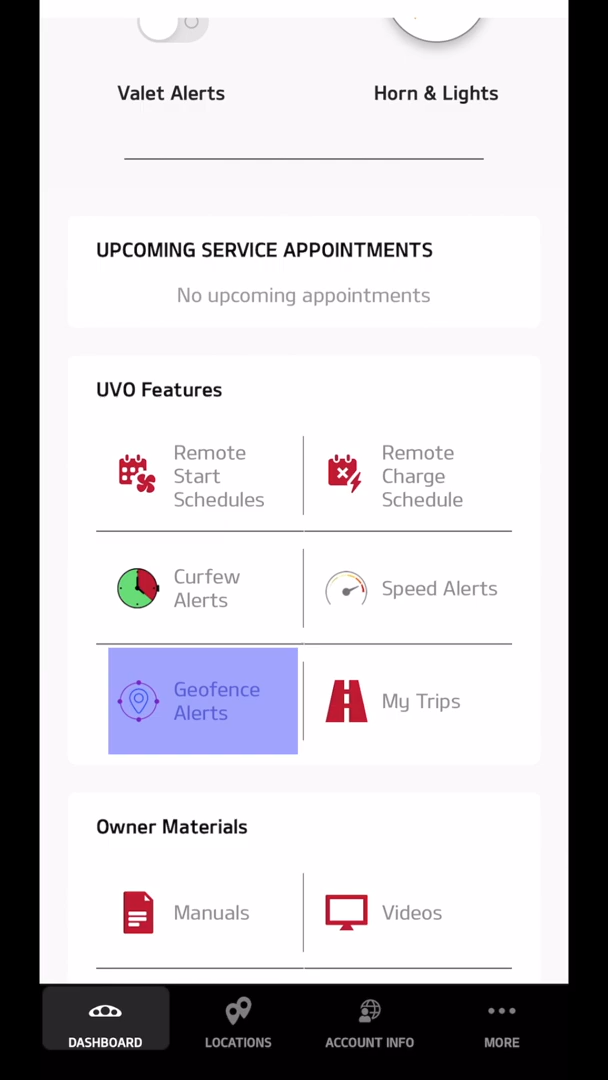 Valet Alerts
Horn & Lights
UPCOMING SERVICE APPOINTMENTS
No upcoming appointments
UVO Features
Remote
Start
Schedules
Remote
Charge
Schedule
Curfew
Alerts
Speed Alerts
Geofence
Alerts
My Trips
Owner Materials
Manuals
Videos
DASHBOARD
LOCATIONS
ACCOUNT INFO
MORE